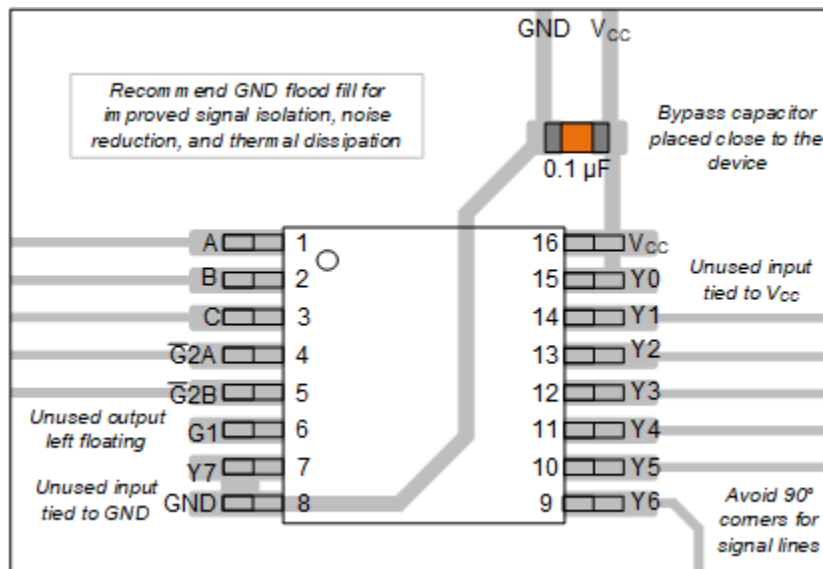 GND VCC
Recommend GND flood fill for
improved signal isolation, noise
reduction, and thermal dissipation
Bypass capacitor
placed close to the
device
0.1 µF
A 1
16 VCC
B 2
15 Y0
Unused input
tied to VCC
C 3
14 Y1
G̅2A 4
13 Y2
G̅2B 5
12 Y3
Unused output
left floating
G1 6
11 Y4
Y7 7
10 Y5
Unused input
tied to GND
GND 8
9 Y6
Avoid 90°
corners for
signal lines